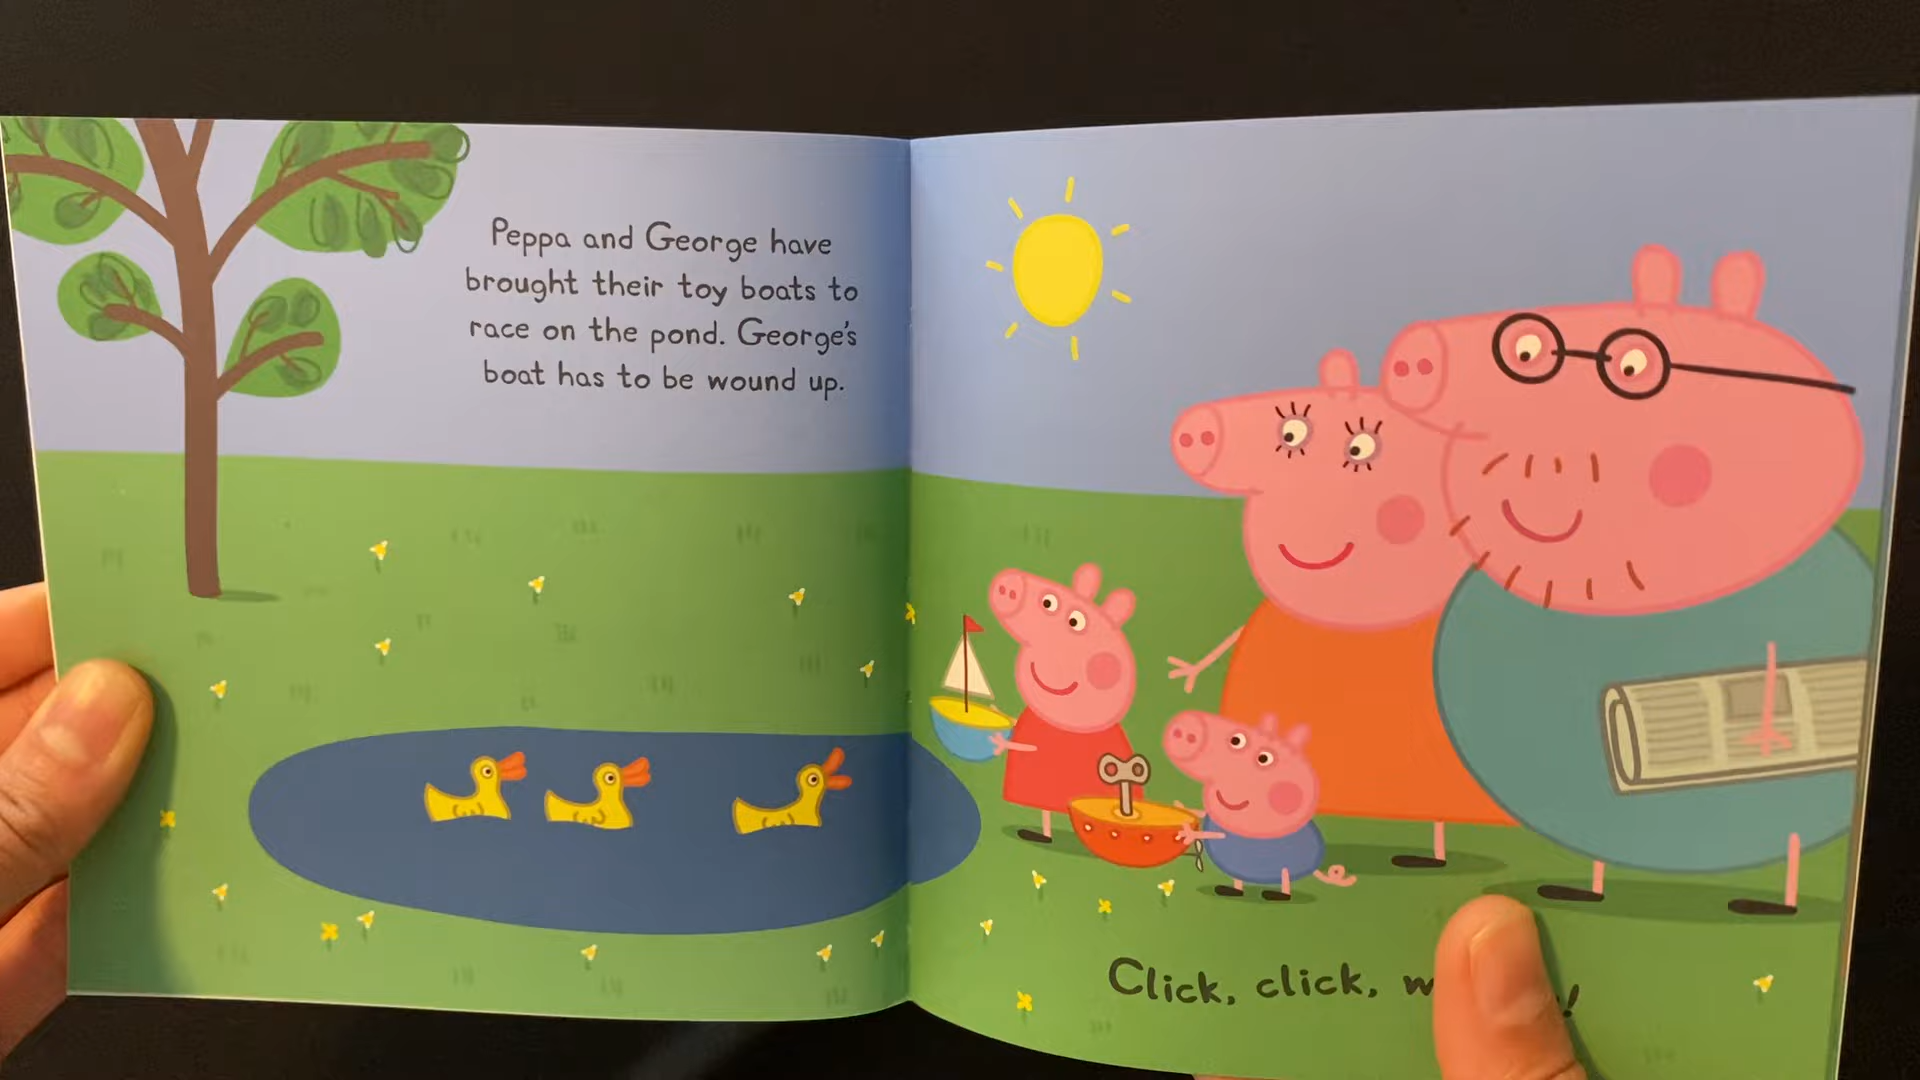 Peppa and George have
brought their toy boats to
race on the pond. George's
boat has to be wound up.
Click, click,